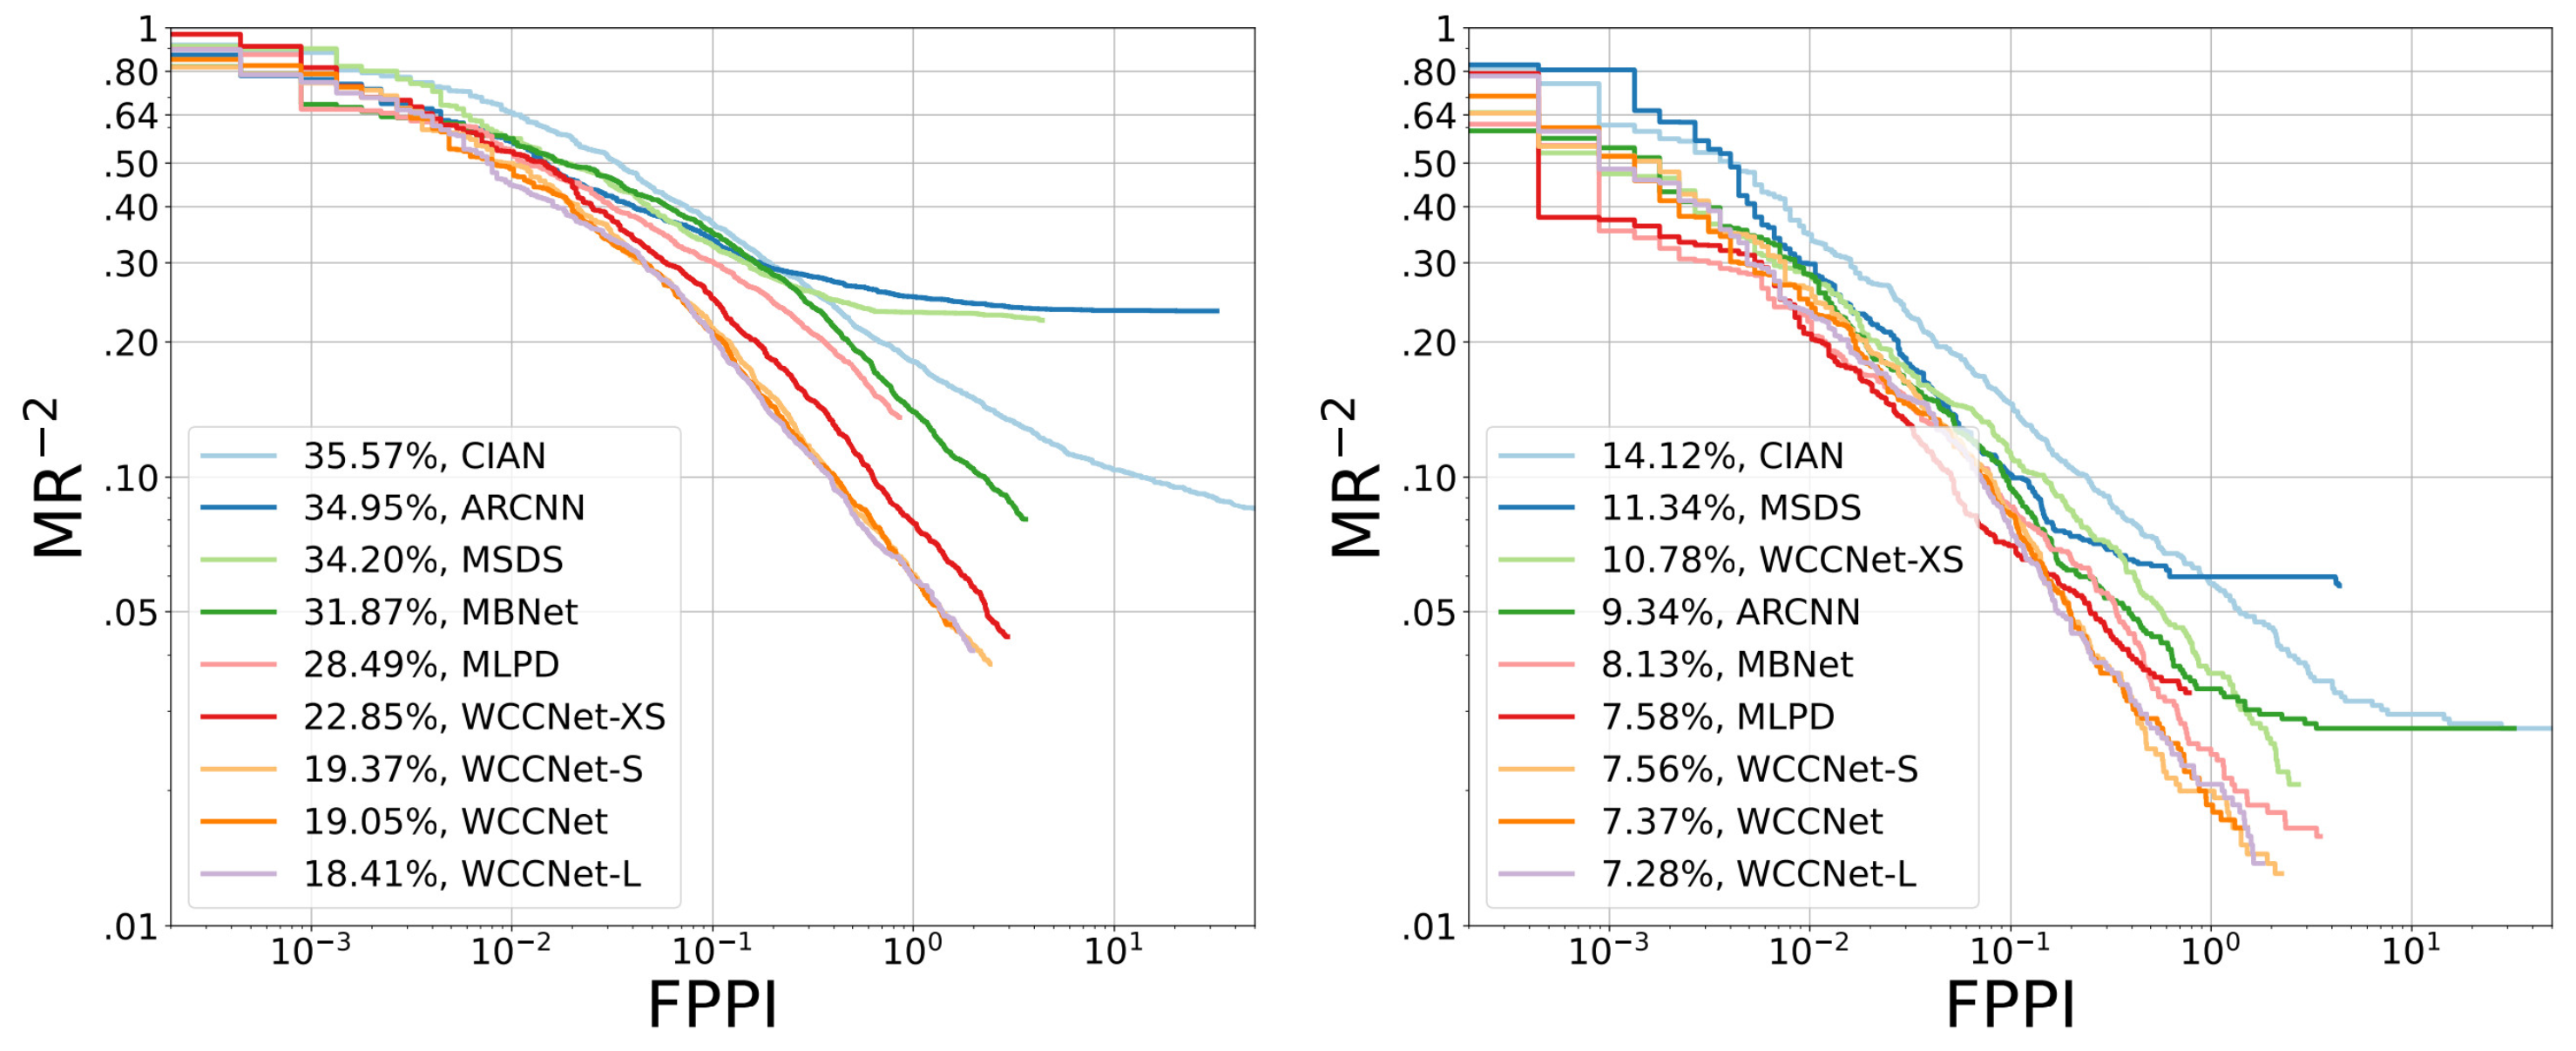 1
.80
.64
.50
.40
.30
.20
.10
.05
.01
MR⁻²
35.57%, CIAN
34.95%, ARCNN
34.20%, MSDS
31.87%, MBNet
28.49%, MLPD
22.85%, WCCNet-XS
19.37%, WCCNet-S
19.05%, WCCNet
18.41%, WCCNet-L
10⁻³ 10⁻² 10⁻¹ 10⁰ 10¹
FPPI
1
.80
.64
.50
.40
.30
.20
.10
.05
.01
MR⁻²
14.12%, CIAN
11.34%, MSDS
10.78%, WCCNet-XS
9.34%, ARCNN
8.13%, MBNet
7.58%, MLPD
7.56%, WCCNet-S
7.37%, WCCNet
7.28%, WCCNet-L
10⁻³ 10⁻² 10⁻¹ 10⁰ 10¹
FPPI